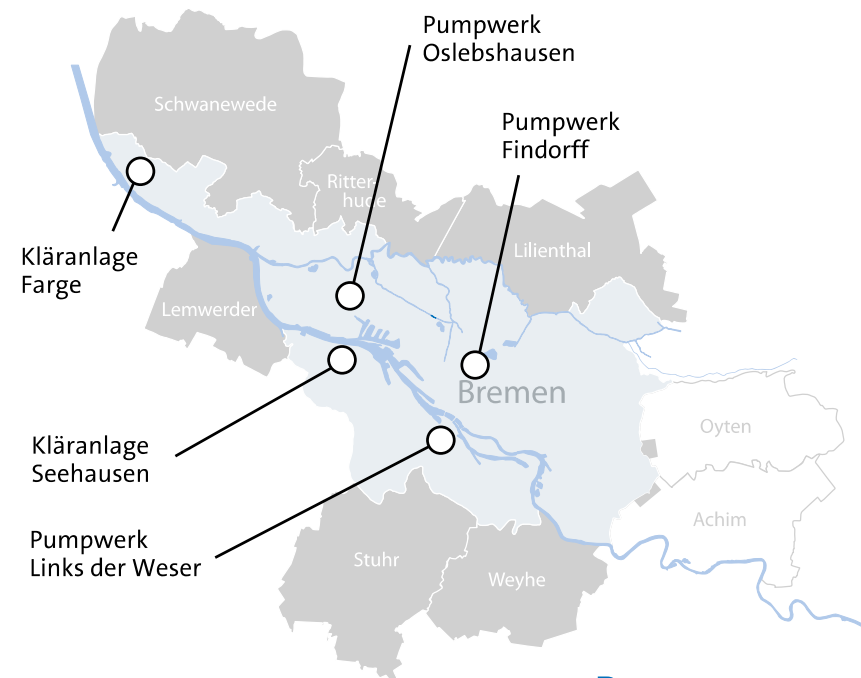 Pumpwerk
Oslebshausen
Pumpwerk
Findorff
Schwanewede
Ritter-
hude
Lilienthal
Kläranlage
Farge
Lemwerder
Bremen
Oyten
Kläranlage
Seehausen
Achim
Pumpwerk
Links der Weser
Stuhr
Weyhe